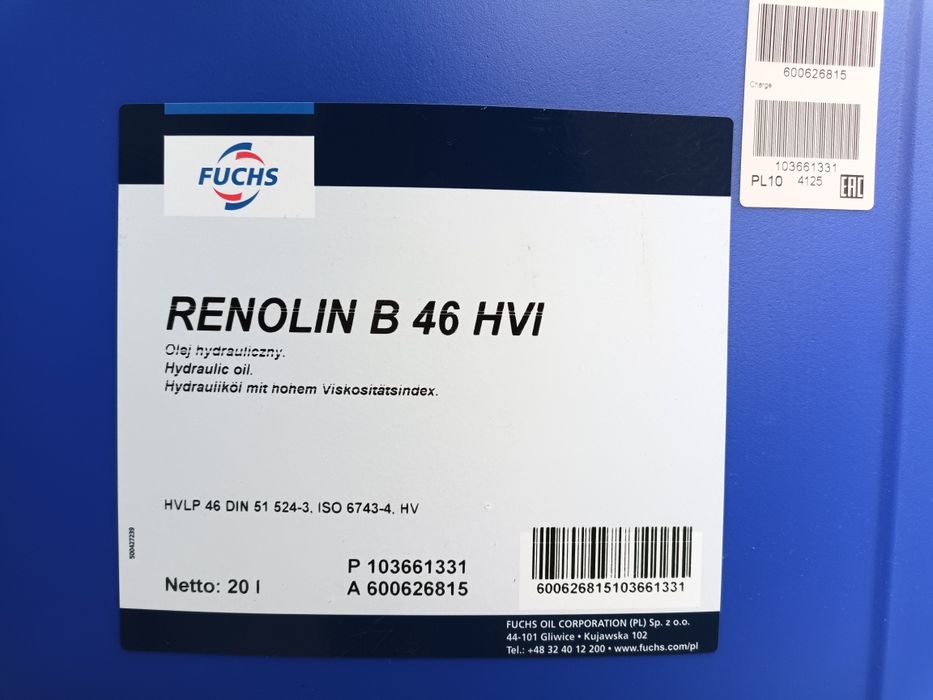 600626815
Charge
103661331
PL10 4125 EAC
FUCHS
RENOLIN B 46 HVI
Olej hydrauliczny.
Hydraulic oil.
Hydrauliköl mit hohem Viskositätsindex.
HVLP 46 DIN 51 524-3, ISO 6743-4, HV
500427239
P 103661331
Netto: 20 l A 600626815
600626815103661331
FUCHS OIL CORPORATION (PL) Sp. z o.o.
44-101 Gliwice • Kujawska 102
Tel.: +48 32 40 12 200 • www.fuchs.com/pl